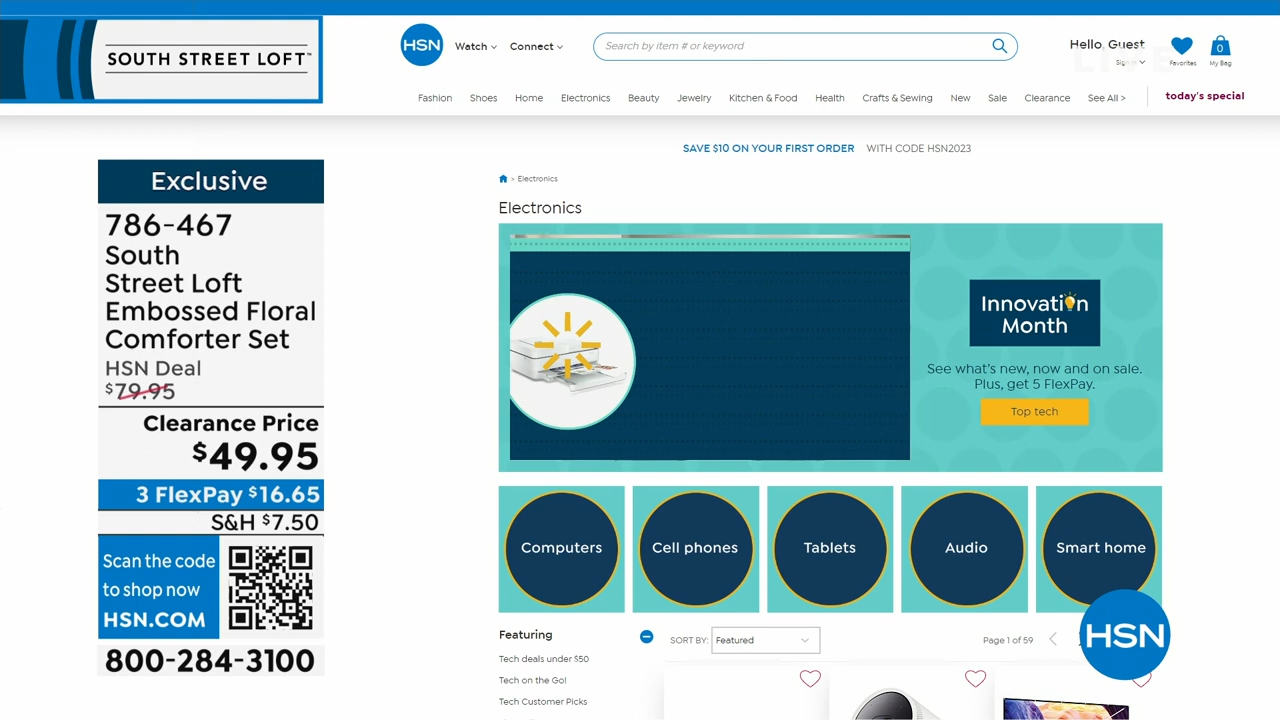 SOUTH STREET LOFT™
HSN
Watch
Connect
Search by item # or keyword
Hello, Guest
Sign in
LIVE
Favorites
0
My Bag
Fashion
Shoes
Home
Electronics
Beauty
Jewelry
Kitchen & Food
Health
Crafts & Sewing
New
Sale
Clearance
See All >
today's special
SAVE $10 ON YOUR FIRST ORDER WITH CODE HSN2023
> Electronics
Electronics
Exclusive
786-467
South
Street Loft
Embossed Floral
Comforter Set
HSN Deal
$79.95
Clearance Price
$49.95
3 FlexPay $16.65
S&H $7.50
Scan the code
to shop now
HSN.COM
800-284-3100
Innovation
Month
See what's new, now and on sale.
Plus, get 5 FlexPay.
Top tech
Computers
Cell phones
Tablets
Audio
Smart home
Featuring
Tech deals under $50
Tech on the Go!
Tech Customer Picks
SORT BY:
Featured
Page 1 of 59
HSN